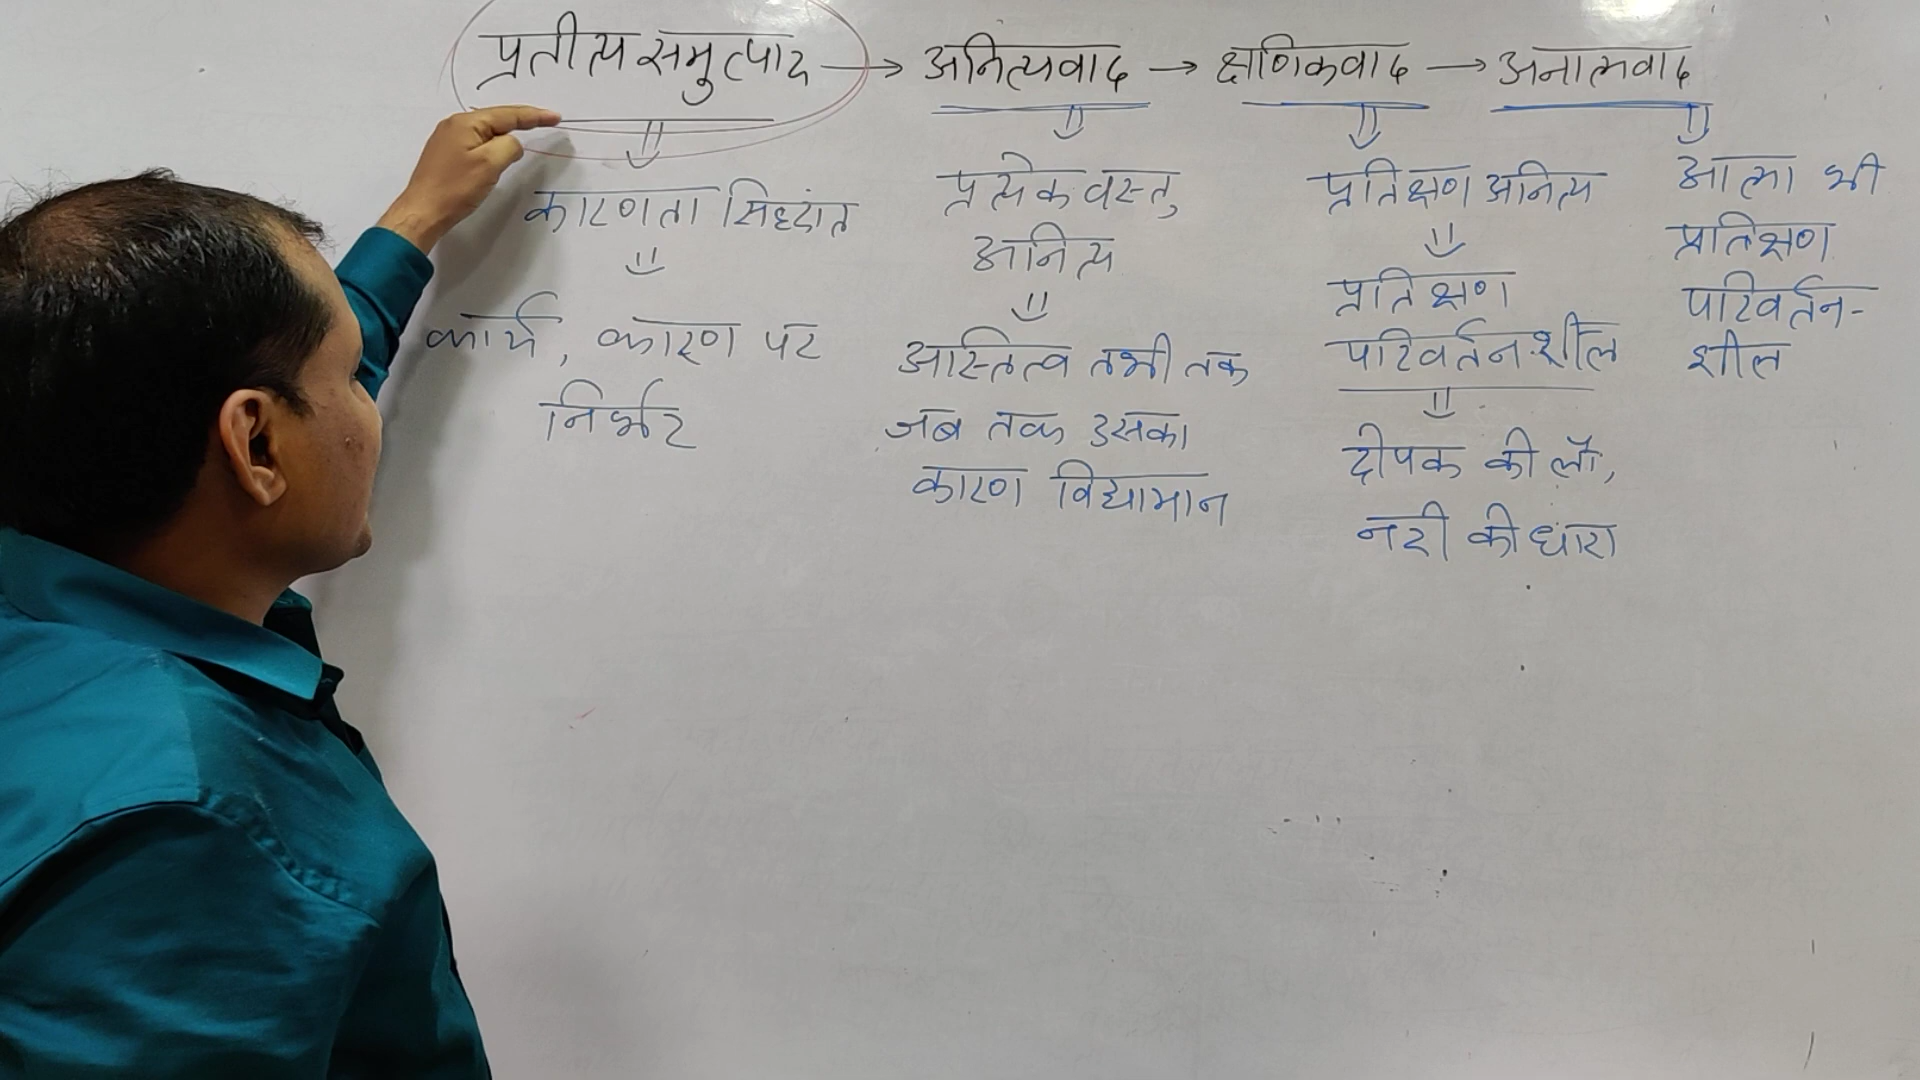 प्रतीत्यसमुत्पाद → अनित्यवाद → क्षणिकवाद → अनात्मवाद
कारणता सिद्धांत
कार्य, कारण पर
निर्भर
प्रत्येक वस्तु
अनित्य
अस्तित्व तभी तक
जब तक उसका
कारण विद्यामान
प्रतिक्षण अनित्य
प्रतिक्षण
परिवर्तनशील
दीपक की लौ,
नदी की धारा
आत्मा भी
प्रतिक्षण
परिवर्तन-
शील